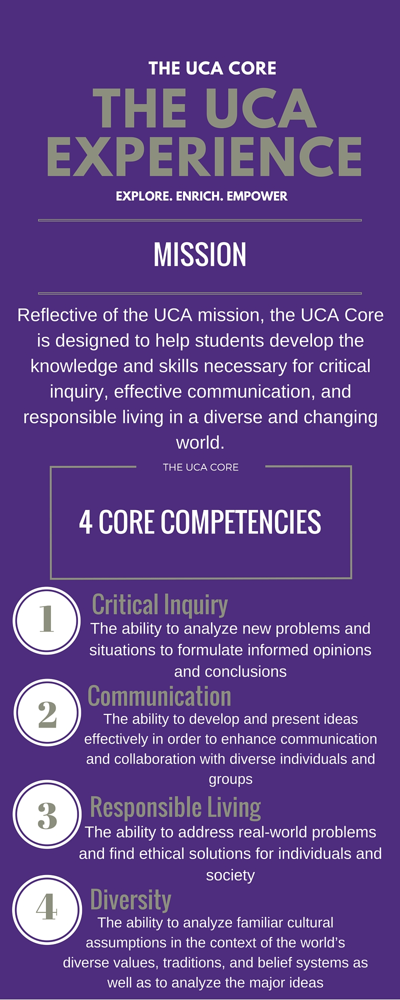 THE UCA CORE
THE UCA
EXPERIENCE
EXPLORE. ENRICH. EMPOWER
MISSION
Reflective of the UCA mission, the UCA Core
is designed to help students develop the
knowledge and skills necessary for critical
inquiry, effective communication, and
responsible living in a diverse and changing
world.
THE UCA CORE
4 CORE COMPETENCIES
1
Critical Inquiry
The ability to analyze new problems and
situations to formulate informed opinions
and conclusions
2
Communication
The ability to develop and present ideas
effectively in order to enhance communication
and collaboration with diverse individuals and
groups
3
Responsible Living
The ability to address real-world problems
and find ethical solutions for individuals and
society
4
Diversity
The ability to analyze familiar cultural
assumptions in the context of the world’s
diverse values, traditions, and belief systems as
well as to analyze the major ideas